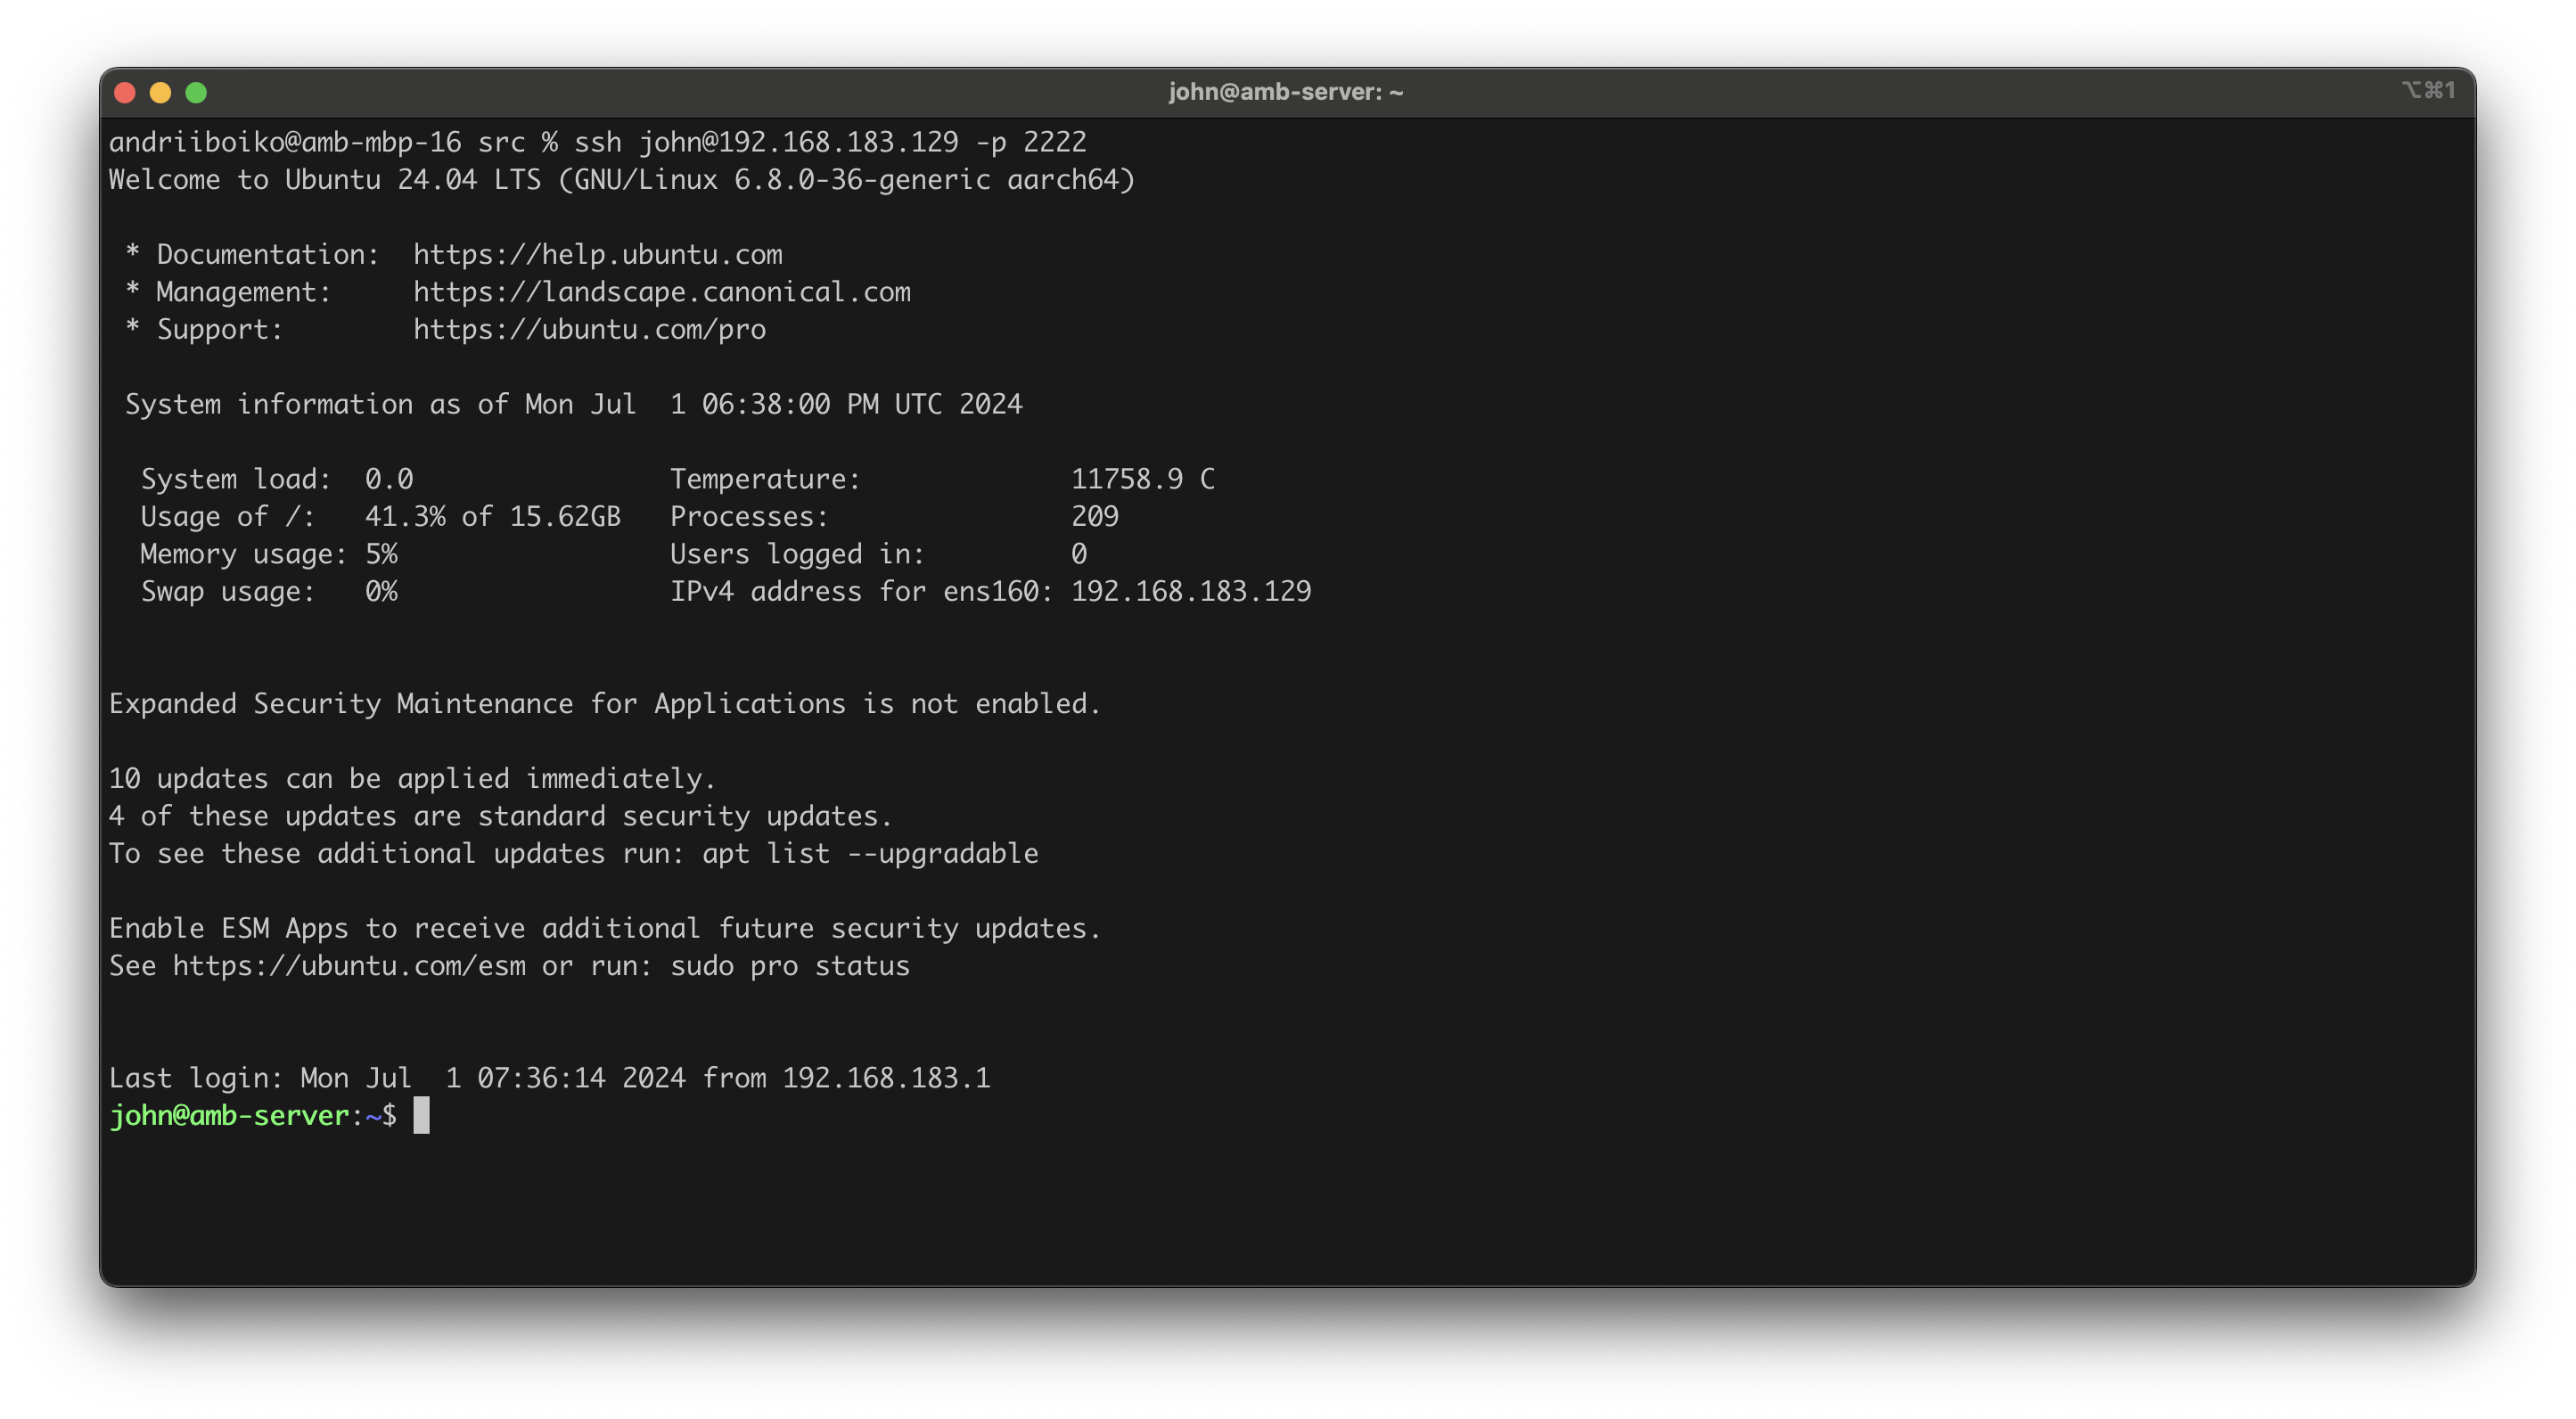 john@amb-server: ~
⌥⌘1
andriiboiko@amb-mbp-16 src % ssh john@192.168.183.129 -p 2222
Welcome to Ubuntu 24.04 LTS (GNU/Linux 6.8.0-36-generic aarch64)

 * Documentation:  https://help.ubuntu.com
 * Management:     https://landscape.canonical.com
 * Support:        https://ubuntu.com/pro

 System information as of Mon Jul  1 06:38:00 PM UTC 2024

  System load:  0.0                Temperature:             11758.9 C
  Usage of /:   41.3% of 15.62GB   Processes:               209
  Memory usage: 5%                 Users logged in:         0
  Swap usage:   0%                 IPv4 address for ens160: 192.168.183.129


Expanded Security Maintenance for Applications is not enabled.

10 updates can be applied immediately.
4 of these updates are standard security updates.
To see these additional updates run: apt list --upgradable

Enable ESM Apps to receive additional future security updates.
See https://ubuntu.com/esm or run: sudo pro status


Last login: Mon Jul  1 07:36:14 2024 from 192.168.183.1
john@amb-server:~$